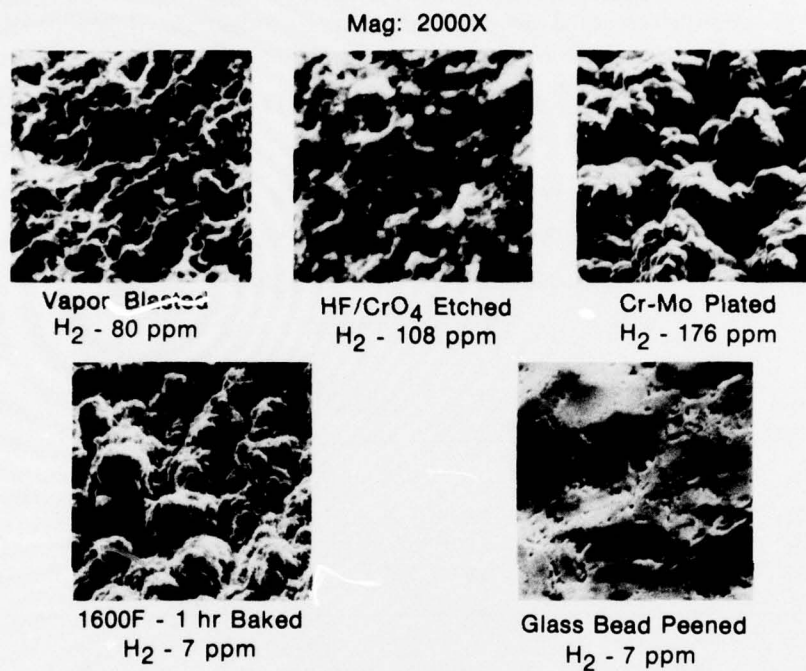 Mag: 2000X
Vapor Blasted
H₂ - 80 ppm
HF/CrO₄ Etched
H₂ - 108 ppm
Cr-Mo Plated
H₂ - 176 ppm
1600F - 1 hr Baked
H₂ - 7 ppm
Glass Bead Peened
H₂ - 7 ppm